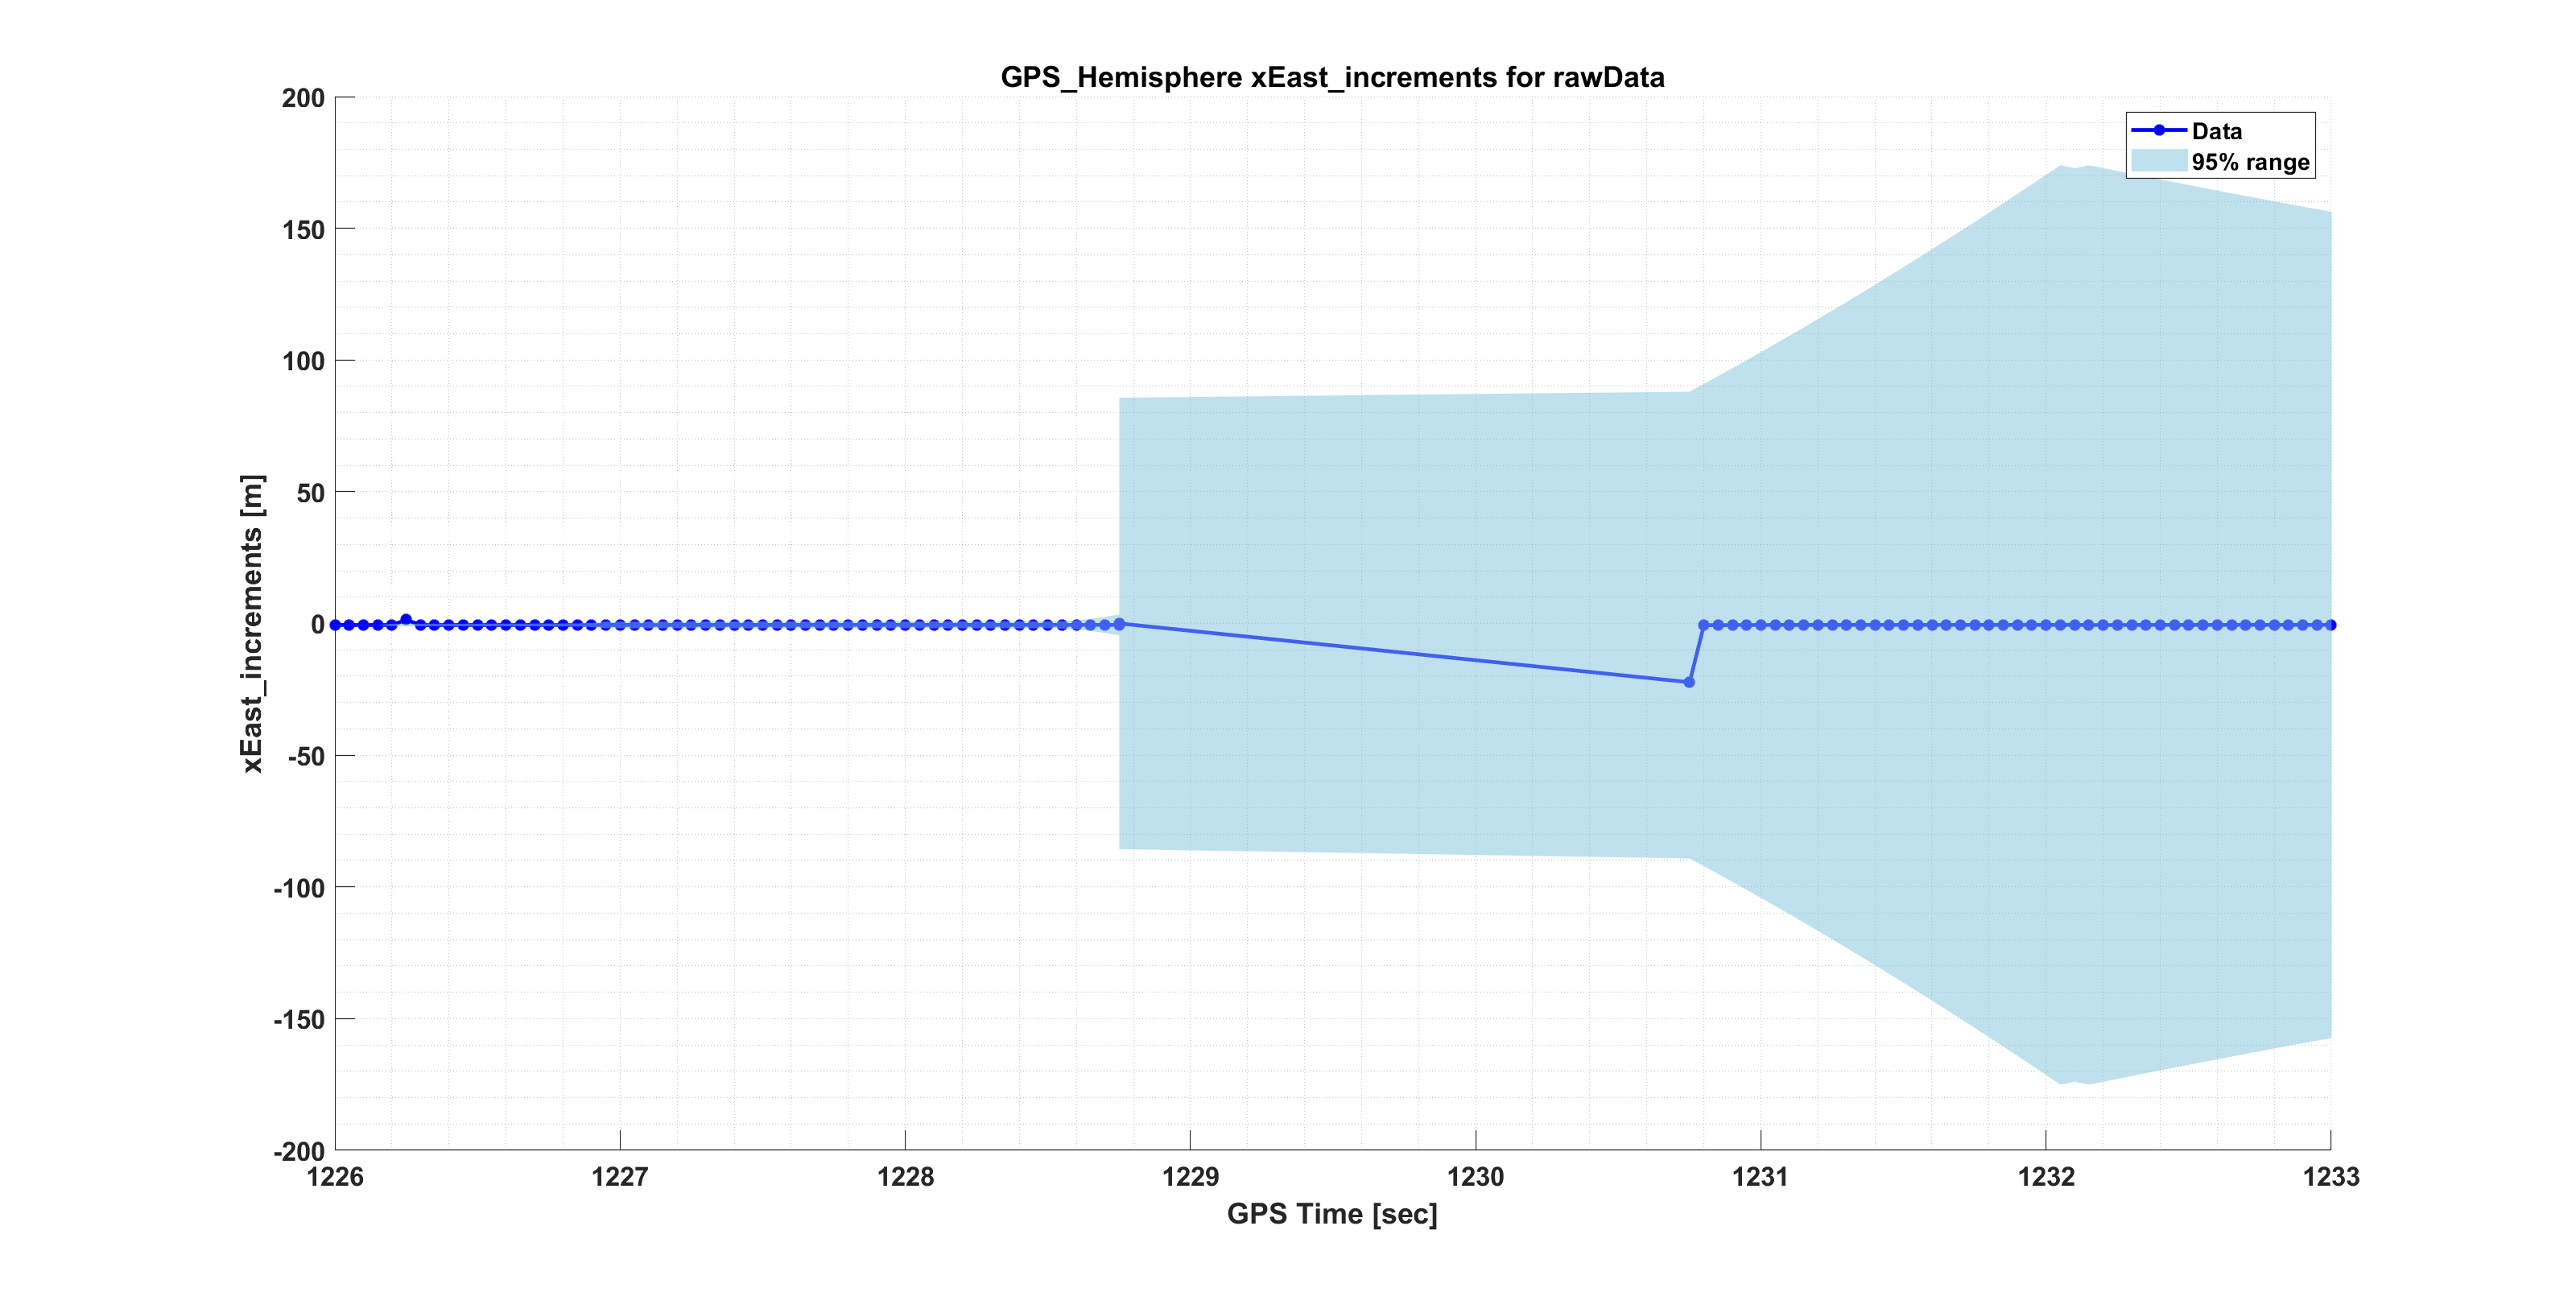 GPS_Hemisphere xEast_increments for rawData
Data
95% range
xEast_increments [m]
200
150
100
50
0
-50
-100
-150
-200
1226 1227 1228 1229 1230 1231 1232 1233
GPS Time [sec]